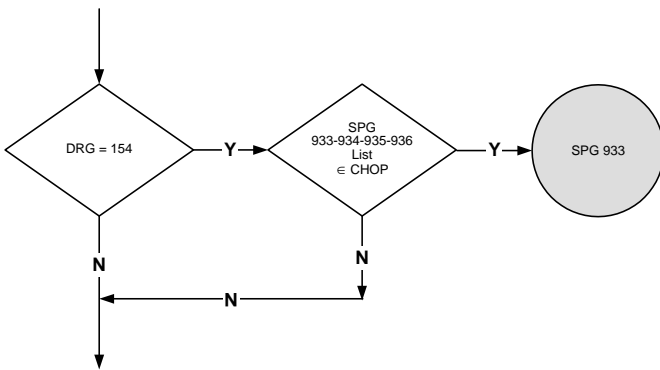 DRG = 154
Y
SPG
933-934-935-936
List
∈ CHOP
Y
SPG 933
N
N
N